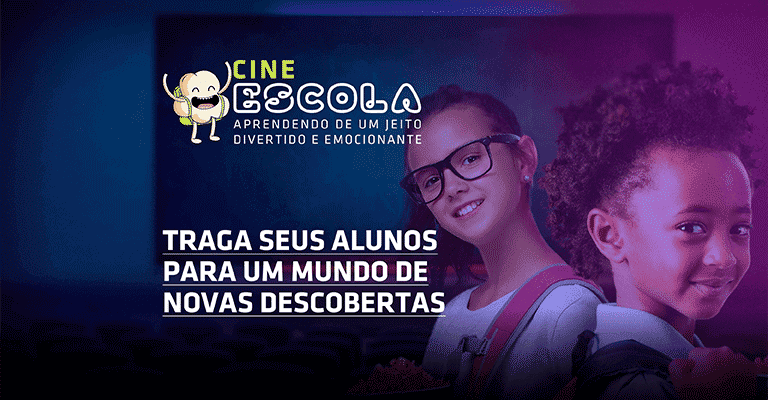 CINE
ESCOLA
APRENDENDO DE UM JEITO
DIVERTIDO E EMOCIONANTE
TRAGA SEUS ALUNOS
PARA UM MUNDO DE
NOVAS DESCOBERTAS